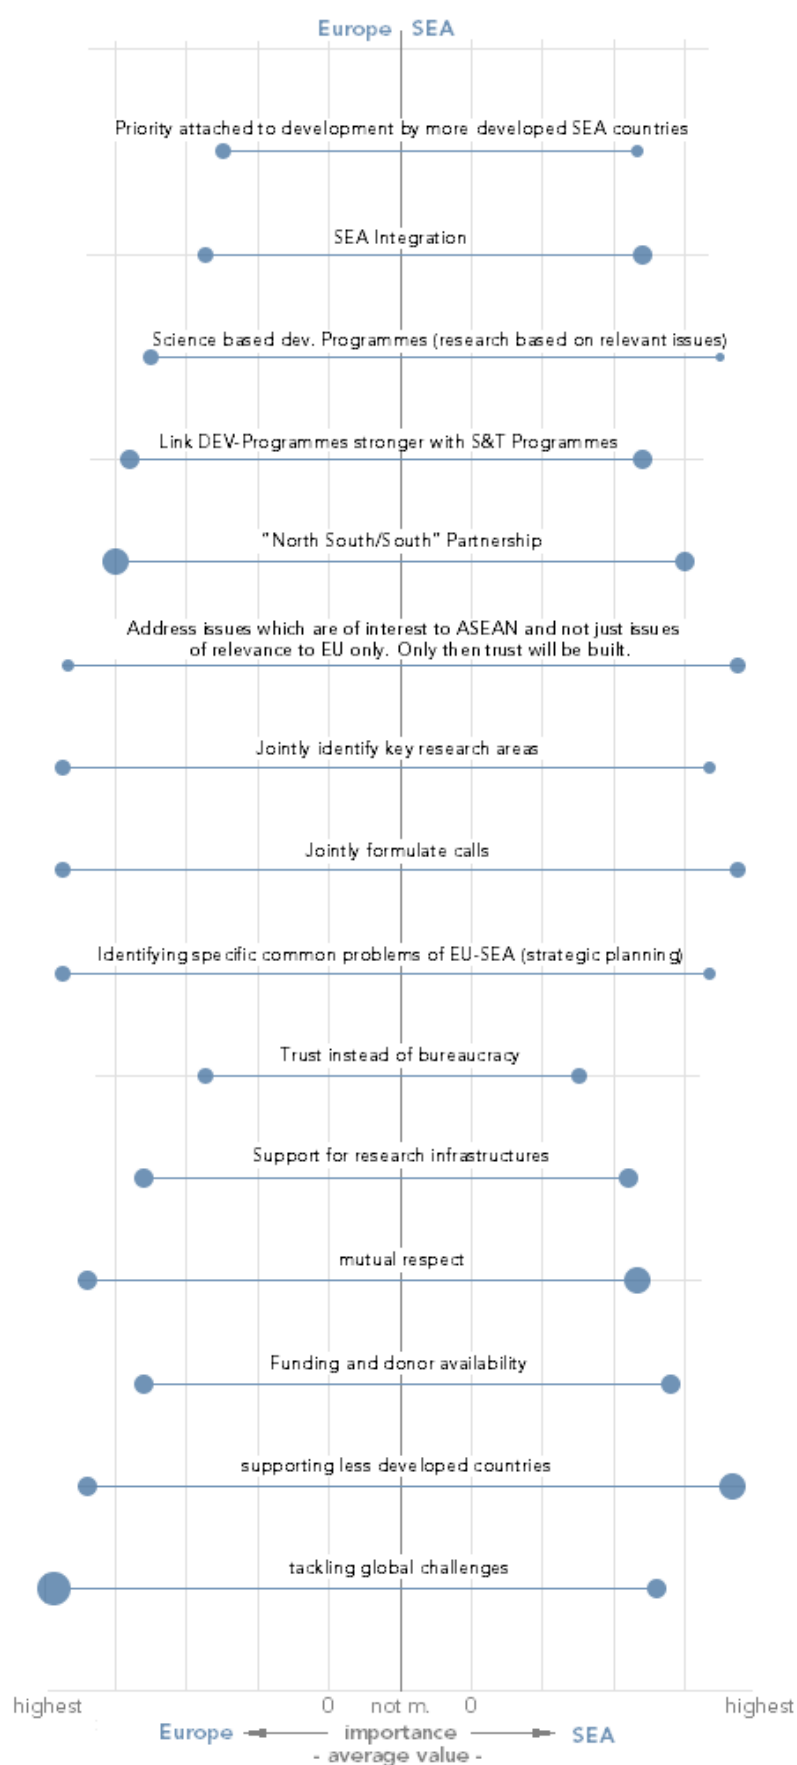 Europe SEA
Priority attached to development by more developed SEA countries
SEA Integration
Science based dev. Programmes (research based on relevant issues)
Link DEV-Programmes stronger with S&T Programmes
"North South/South" Partnership
Address issues which are of interest to ASEAN and not just issues
of relevance to EU only. Only then trust will be built.
Jointly identify key research areas
Jointly formulate calls
Identifying specific common problems of EU-SEA (strategic planning)
Trust instead of bureaucracy
Support for research infrastructures
mutual respect
Funding and donor availability
supporting less developed countries
tackling global challenges
highest 0 not m. 0 highest
Europe importance SEA
- average value -